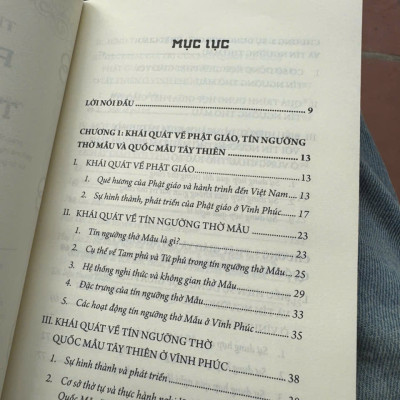 MỤC LỤC
LỜI NÓI ĐẦU.......................................................... 9
CHƯƠNG I: KHÁI QUÁT VỀ PHẬT GIÁO, TÍN NGƯỠNG
THỜ MẪU VÀ QUỐC MẪU TÂY THIÊN ........................ 13
I. KHÁI QUÁT VỀ PHẬT GIÁO..................................13
1. Quê hương của Phật giáo và hành trình đến Việt Nam..... 13
2. Sự hình thành, phát triển của Phật giáo ở Vĩnh Phúc...... 17
II. KHÁI QUÁT VỀ TÍN NGƯỠNG THỜ MẪU ................ 23
1. Tín ngưỡng thờ Mẫu là gì?........................................ 23
2. Cụ thể về Tam phủ và Tứ phủ trong tín ngưỡng thờ Mẫu... 25
3. Hệ thống nghi thức và không gian thờ Mẫu................. 29
4. Đặc trưng của tín ngưỡng thờ Mẫu............................ 33
5. Các hoạt động tín ngưỡng thờ Mẫu ở Vĩnh Phúc........... 35
III. KHÁI QUÁT VỀ TÍN NGƯỠNG THỜ
QUỐC MẪU TÂY THIÊN Ở VĨNH PHÚC .................... 38
1. Sự hình thành và phát triển...................................... 38
2. Cơ sở thờ tự và thực hành
Quốc Mẫu